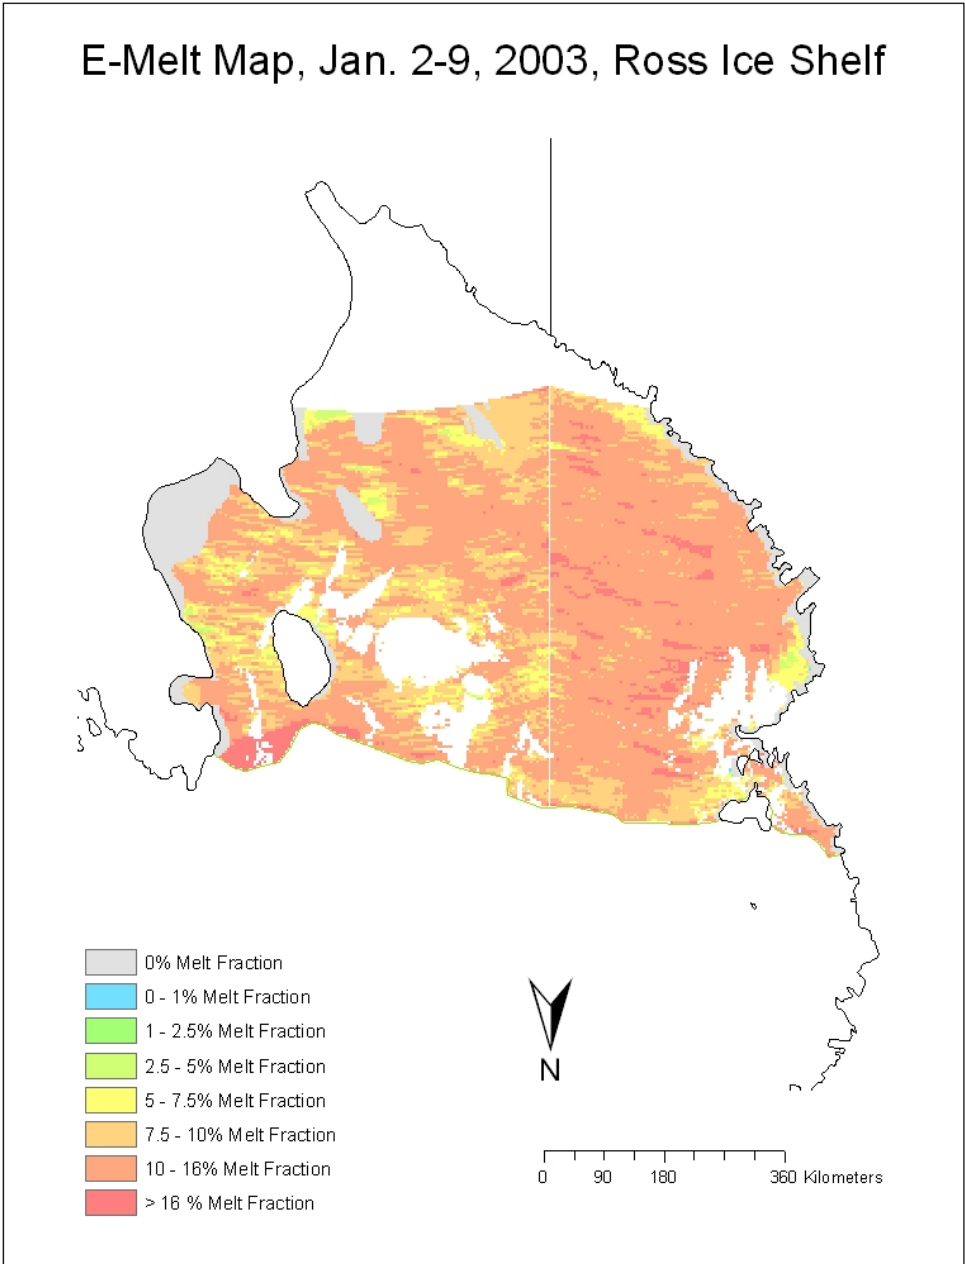 E-Melt Map, Jan. 2-9, 2003, Ross Ice Shelf
0% Melt Fraction
0 - 1% Melt Fraction
1 - 2.5% Melt Fraction
2.5 - 5% Melt Fraction
5 - 7.5% Melt Fraction
7.5 - 10% Melt Fraction
10 - 16% Melt Fraction
> 16 % Melt Fraction
N
0 90 180 360 Kilometers